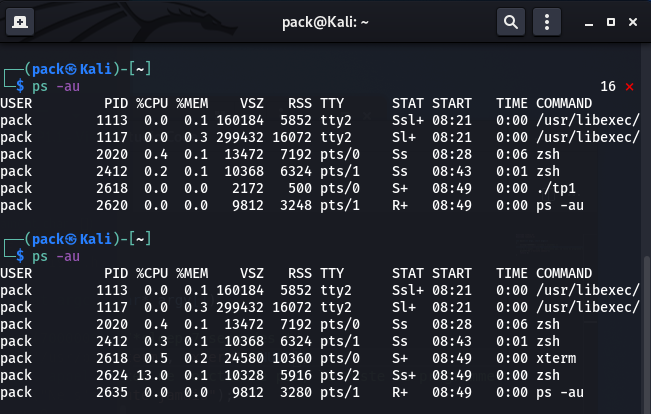 pack@Kali: ~
┌──(pack㉿Kali)-[~]
└─$ ps -au 16 ⨯
USER PID %CPU %MEM VSZ RSS TTY STAT START TIME COMMAND
pack 1113 0.0 0.1 160184 5852 tty2 Ssl+ 08:21 0:00 /usr/libexec/
pack 1117 0.0 0.3 299432 16072 tty2 Sl+ 08:21 0:00 /usr/libexec/
pack 2020 0.4 0.1 13472 7192 pts/0 Ss 08:28 0:06 zsh
pack 2412 0.2 0.1 10368 6324 pts/1 Ss 08:43 0:01 zsh
pack 2618 0.0 0.0 2172 500 pts/0 S+ 08:49 0:00 ./tp1
pack 2620 0.0 0.0 9812 3248 pts/1 R+ 08:49 0:00 ps -au
┌──(pack㉿Kali)-[~]
└─$ ps -au
USER PID %CPU %MEM VSZ RSS TTY STAT START TIME COMMAND
pack 1113 0.0 0.1 160184 5852 tty2 Ssl+ 08:21 0:00 /usr/libexec/
pack 1117 0.0 0.3 299432 16072 tty2 Sl+ 08:21 0:00 /usr/libexec/
pack 2020 0.4 0.1 13472 7192 pts/0 Ss 08:28 0:06 zsh
pack 2412 0.3 0.1 10368 6324 pts/1 Ss 08:43 0:01 zsh
pack 2618 0.5 0.2 24580 10360 pts/0 S+ 08:49 0:00 xterm
pack 2624 13.0 0.1 10328 5916 pts/2 Ss+ 08:49 0:00 zsh
pack 2635 0.0 0.0 9812 3280 pts/1 R+ 08:49 0:00 ps -au